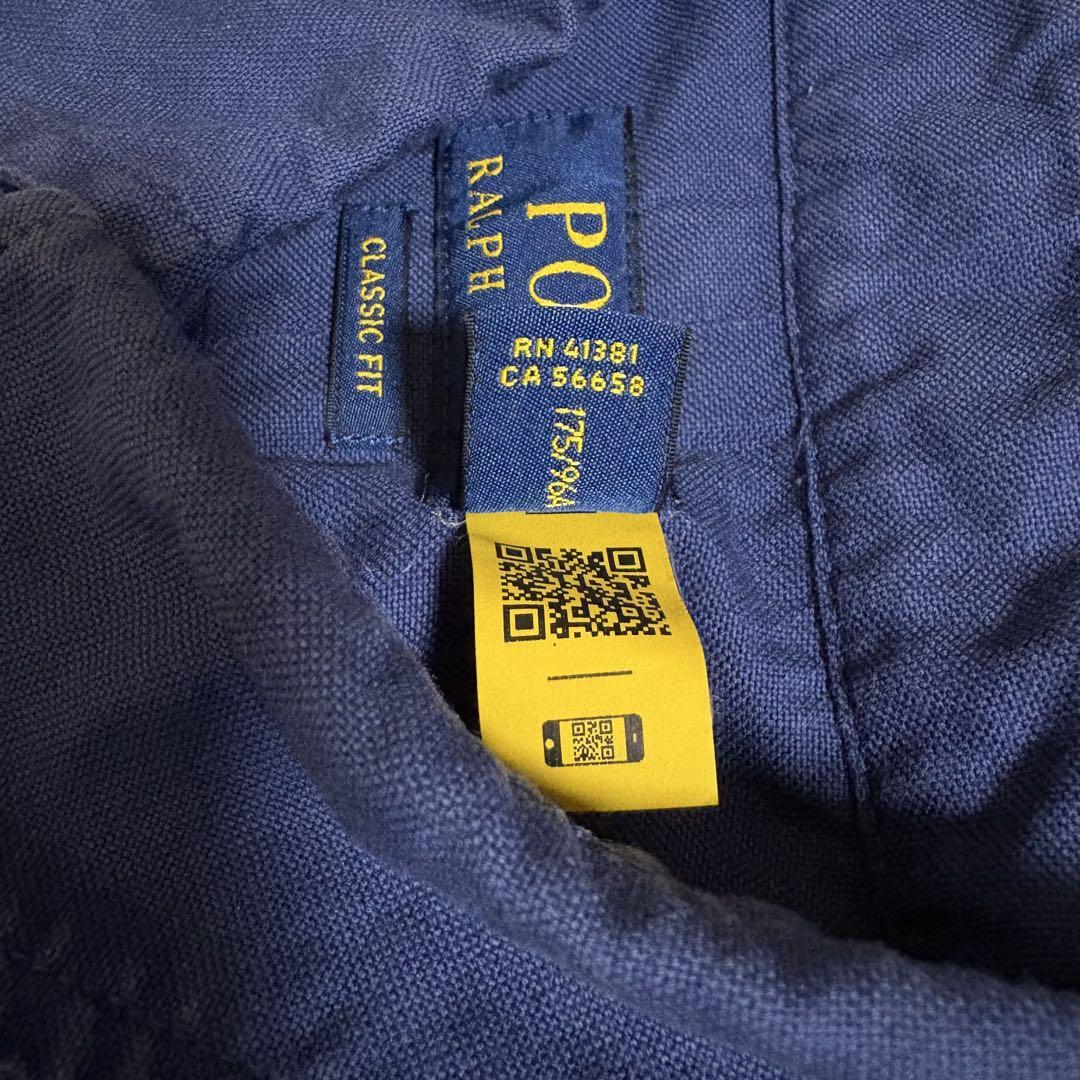 PO
RALPH
CLASSIC FIT
RN 41381
CA 56658
175/96A